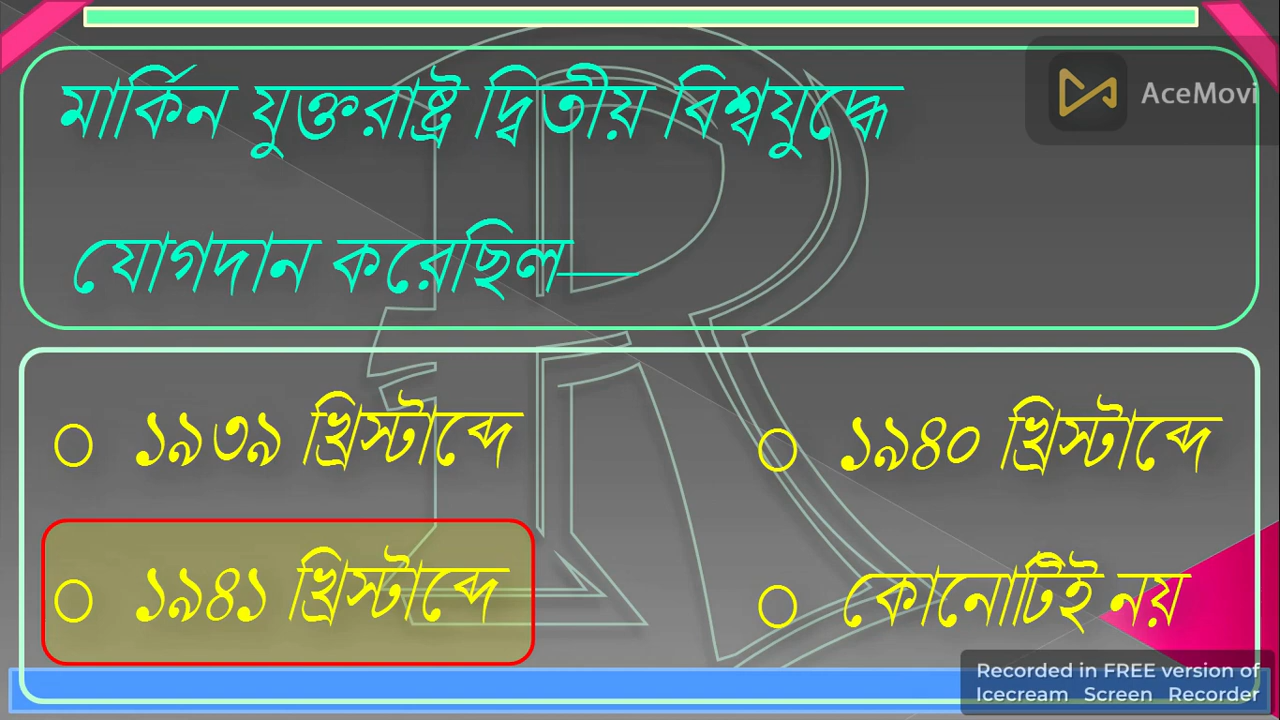 মার্কিন যুক্তরাষ্ট্র দ্বিতীয় বিশ্বযুদ্ধে
যোগদান করেছিল—
১৯৩৯ খ্রিস্টাব্দে
১৯৪০ খ্রিস্টাব্দে
১৯৪১ খ্রিস্টাব্দে
কোনোটিই নয়
AceMovi
Recorded in FREE version of
Icecream Screen Recorder